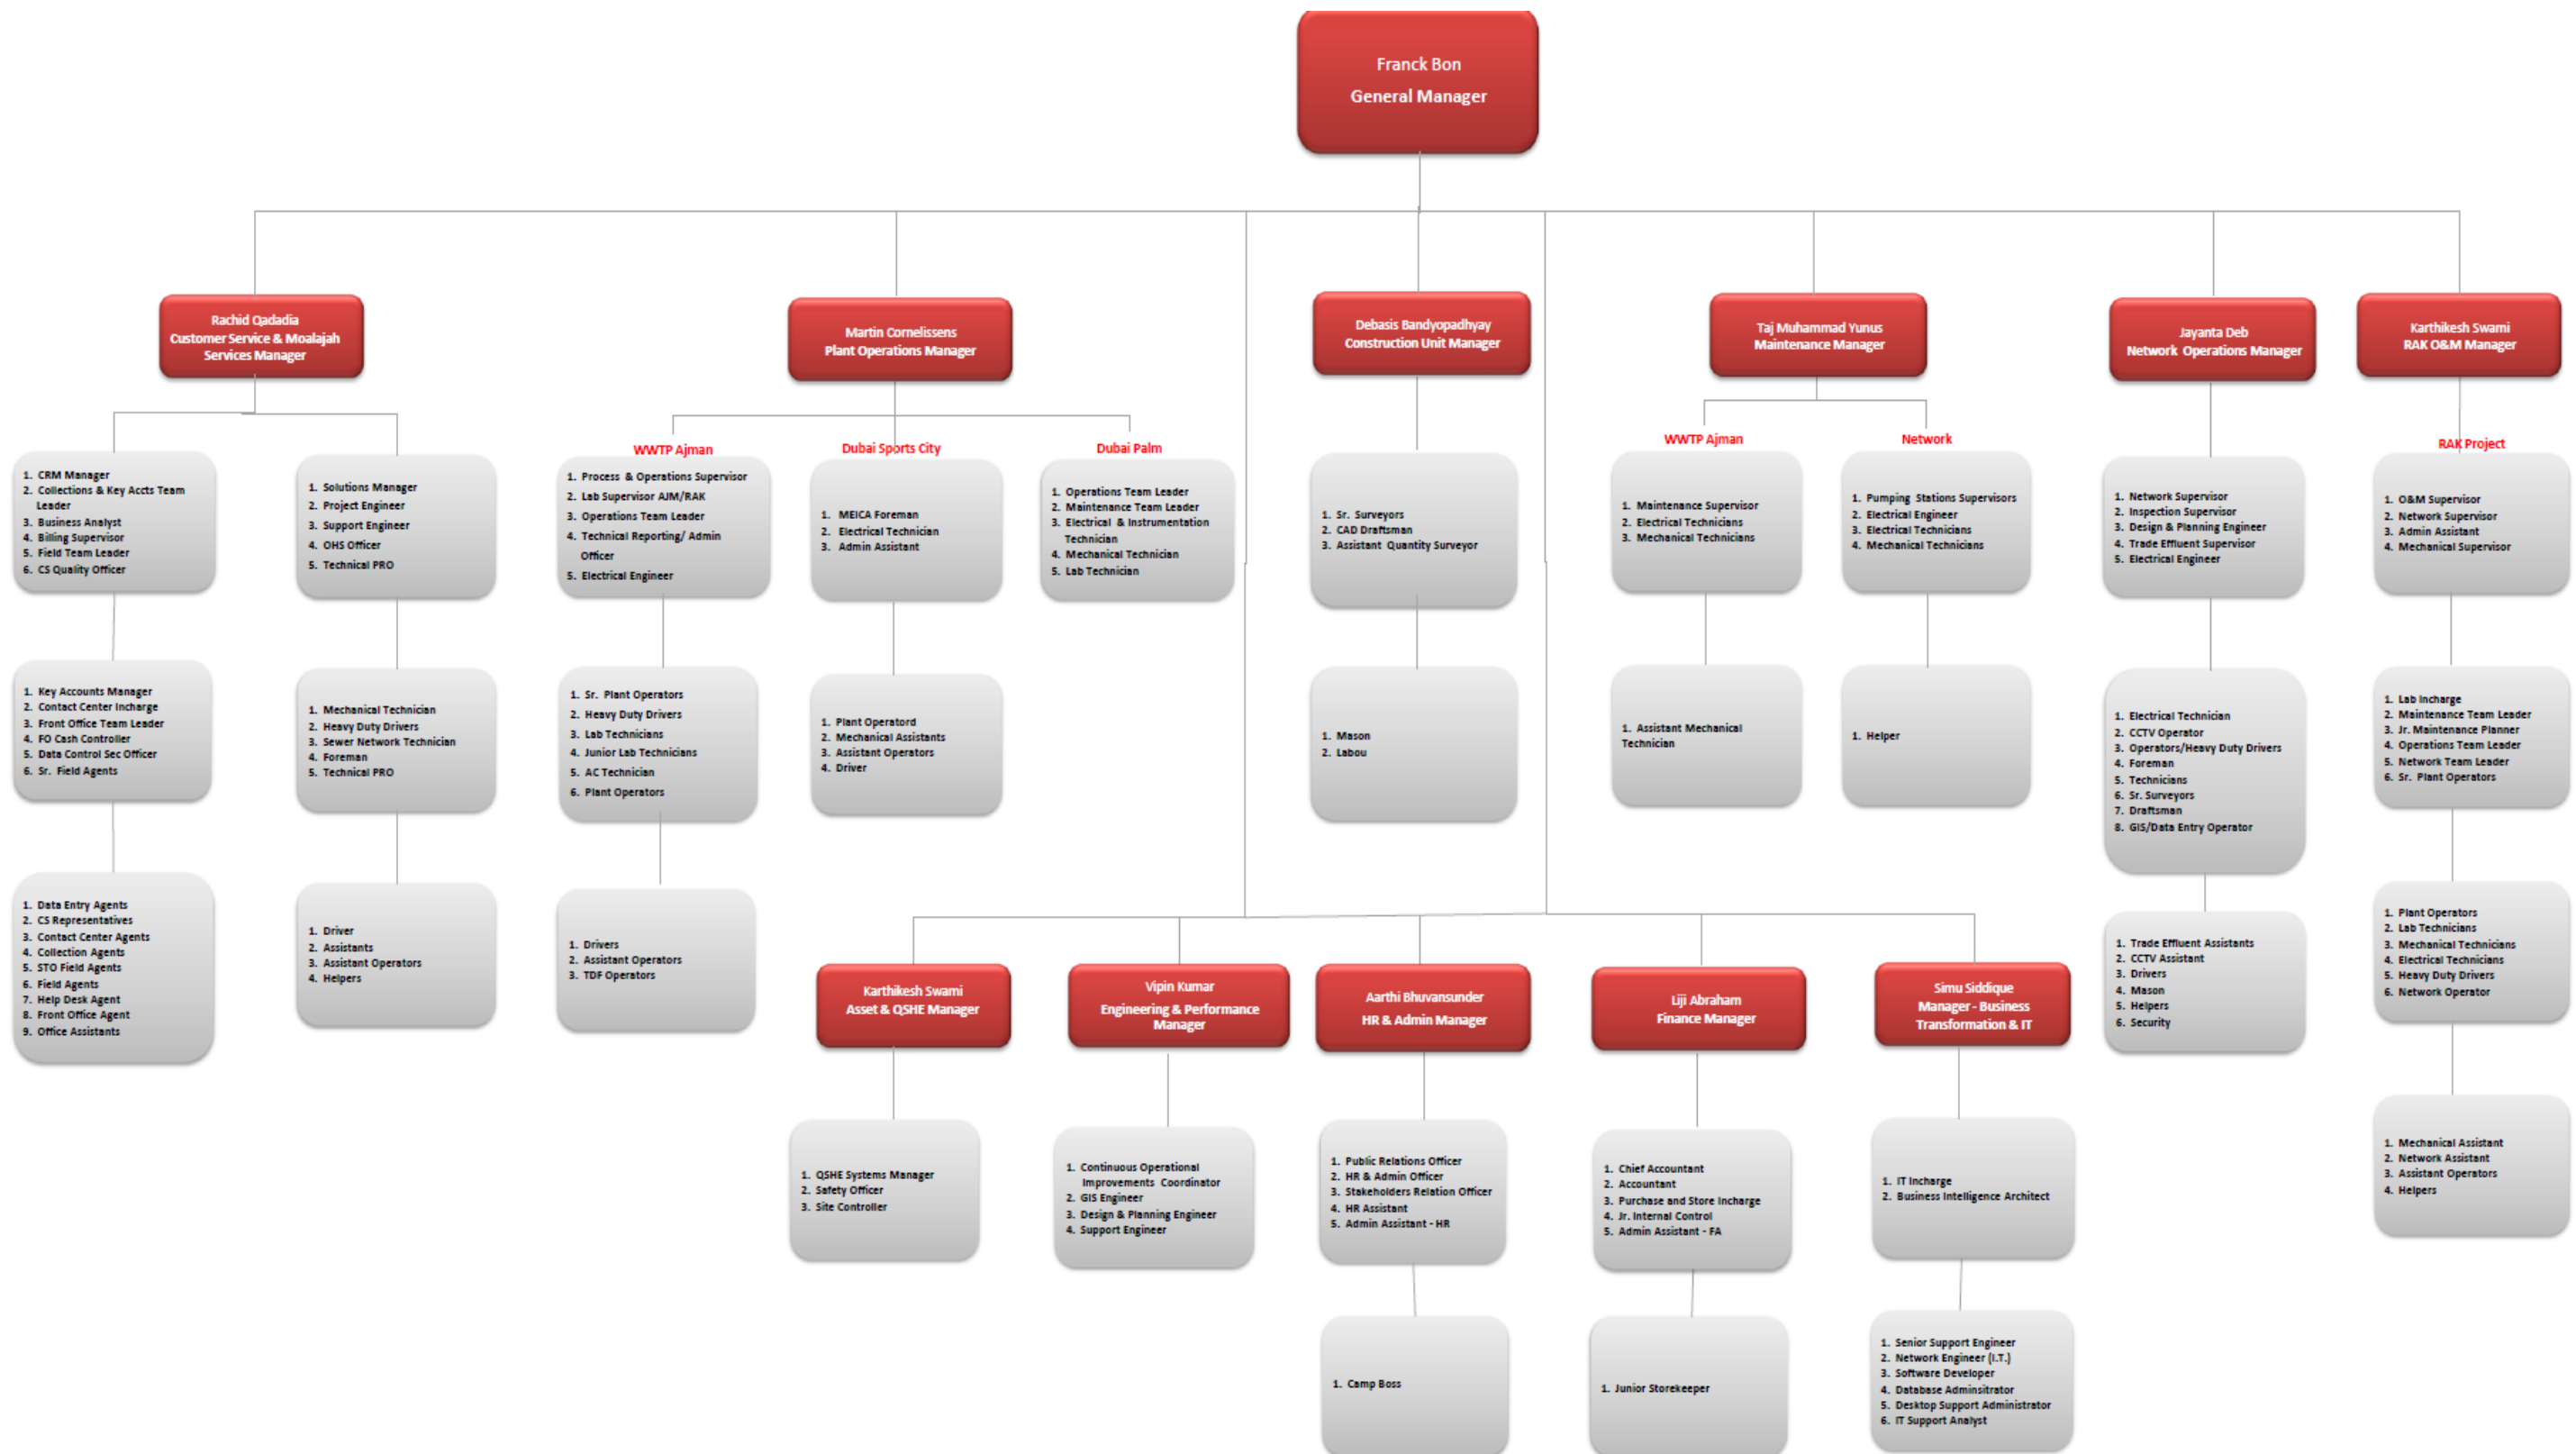 Franck Bon
General Manager
Rachid Qadadia
Customer Service & Moalajah
Services Manager
Martin Cornelissens
Plant Operations Manager
Debasis Bandyopadhyay
Construction Unit Manager
Taj Muhammad Yunus
Maintenance Manager
Jayanta Deb
Network Operations Manager
Karthikesh Swami
RAK O&M Manager
1. CRM Manager
2. Collections & Key Accts Team
Leader
3. Business Analyst
4. Billing Supervisor
5. Field Team Leader
6. CS Quality Officer
1. Solutions Manager
2. Project Engineer
3. Support Engineer
4. OHS Officer
5. Technical PRO
WWTP Ajman
1. Process & Operations Supervisor
2. Lab Supervisor AJM/RAK
3. Operations Team Leader
4. Technical Reporting/ Admin
Officer
5. Electrical Engineer
Dubai Sports City
1. MEICA Foreman
2. Electrical Technician
3. Admin Assistant
Dubai Palm
1. Operations Team Leader
2. Maintenance Team Leader
3. Electrical & Instrumentation
Technician
4. Mechanical Technician
5. Lab Technician
1. Sr. Surveyors
2. CAD Draftsman
3. Assistant Quantity Surveyor
WWTP Ajman
1. Maintenance Supervisor
2. Electrical Technicians
3. Mechanical Technicians
Network
1. Pumping Stations Supervisors
2. Electrical Engineer
3. Electrical Technicians
4. Mechanical Technicians
1. Network Supervisor
2. Inspection Supervisor
3. Design & Planning Engineer
4. Trade Effluent Supervisor
5. Electrical Engineer
RAK Project
1. O&M Supervisor
2. Network Supervisor
3. Admin Assistant
4. Mechanical Supervisor
1. Key Accounts Manager
2. Contact Center Incharge
3. Front Office Team Leader
4. FO Cash Controller
5. Data Control Sec Officer
6. Sr. Field Agents
1. Mechanical Technician
2. Heavy Duty Drivers
3. Sewer Network Technician
4. Foreman
5. Technical PRO
1. Sr. Plant Operators
2. Heavy Duty Drivers
3. Lab Technicians
4. Junior Lab Technicians
5. AC Technician
6. Plant Operators
1. Plant Operatord
2. Mechanical Assistants
3. Assistant Operators
4. Driver
1. Mason
2. Labou
1. Assistant Mechanical
Technician
1. Helper
1. Electrical Technician
2. CCTV Operator
3. Operators/Heavy Duty Drivers
4. Foreman
5. Technicians
6. Sr. Surveyors
7. Draftsman
8. GIS/Data Entry Operator
1. Lab Incharge
2. Maintenance Team Leader
3. Jr. Maintenance Planner
4. Operations Team Leader
5. Network Team Leader
6. Sr. Plant Operators
1. Data Entry Agents
2. CS Representatives
3. Contact Center Agents
4. Collection Agents
5. STO Field Agents
6. Field Agents
7. Help Desk Agent
8. Front Office Agent
9. Office Assistants
1. Driver
2. Assistants
3. Assistant Operators
4. Helpers
1. Drivers
2. Assistant Operators
3. TDF Operators
1. Trade Effluent Assistants
2. CCTV Assistant
3. Drivers
4. Mason
5. Helpers
6. Security
1. Plant Operators
2. Lab Technicians
3. Mechanical Technicians
4. Electrical Technicians
5. Heavy Duty Drivers
6. Network Operator
Karthikesh Swami
Asset & QSHE Manager
Vipin Kumar
Engineering & Performance
Manager
Aarthi Bhuvansunder
HR & Admin Manager
Liji Abraham
Finance Manager
Simu Siddique
Manager - Business
Transformation & IT
1. QSHE Systems Manager
2. Safety Officer
3. Site Controller
1. Continuous Operational
Improvements Coordinator
2. GIS Engineer
3. Design & Planning Engineer
4. Support Engineer
1. Public Relations Officer
2. HR & Admin Officer
3. Stakeholders Relation Officer
4. HR Assistant
5. Admin Assistant - HR
1. Chief Accountant
2. Accountant
3. Purchase and Store Incharge
4. Jr. Internal Control
5. Admin Assistant - FA
1. IT Incharge
2. Business Intelligence Architect
1. Mechanical Assistant
2. Network Assistant
3. Assistant Operators
4. Helpers
1. Camp Boss
1. Junior Storekeeper
1. Senior Support Engineer
2. Network Engineer (I.T.)
3. Software Developer
4. Database Adminsitrator
5. Desktop Support Administrator
6. IT Support Analyst